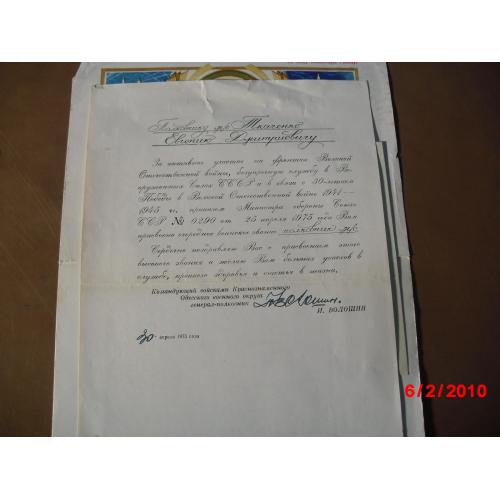 Полковнику т/о Ткаченко
Евгению Дмитриевичу
За активное участие на фронтах Великой
Отечественной войны, безупречную службу в Во-
оруженных Силах СССР и в связи с 30-летием
Победы в Великой Отечественной войне 1941—
1945 гг., приказом Министра обороны Союза
ССР № 0290 от 25 апреля 1975 года Вам
присвоено очередное воинское звание полковник
Сердечно поздравляем Вас с присвоением этого
высокого звания и желаю Вам больших успехов в
службе, крепкого здоровья и счастья в жизни.
Командующий войсками Краснознаменного
Одесского военного округа
генерал-полковник
И. ВОЛОШИН
30 апреля 1975 года
6/2/2010